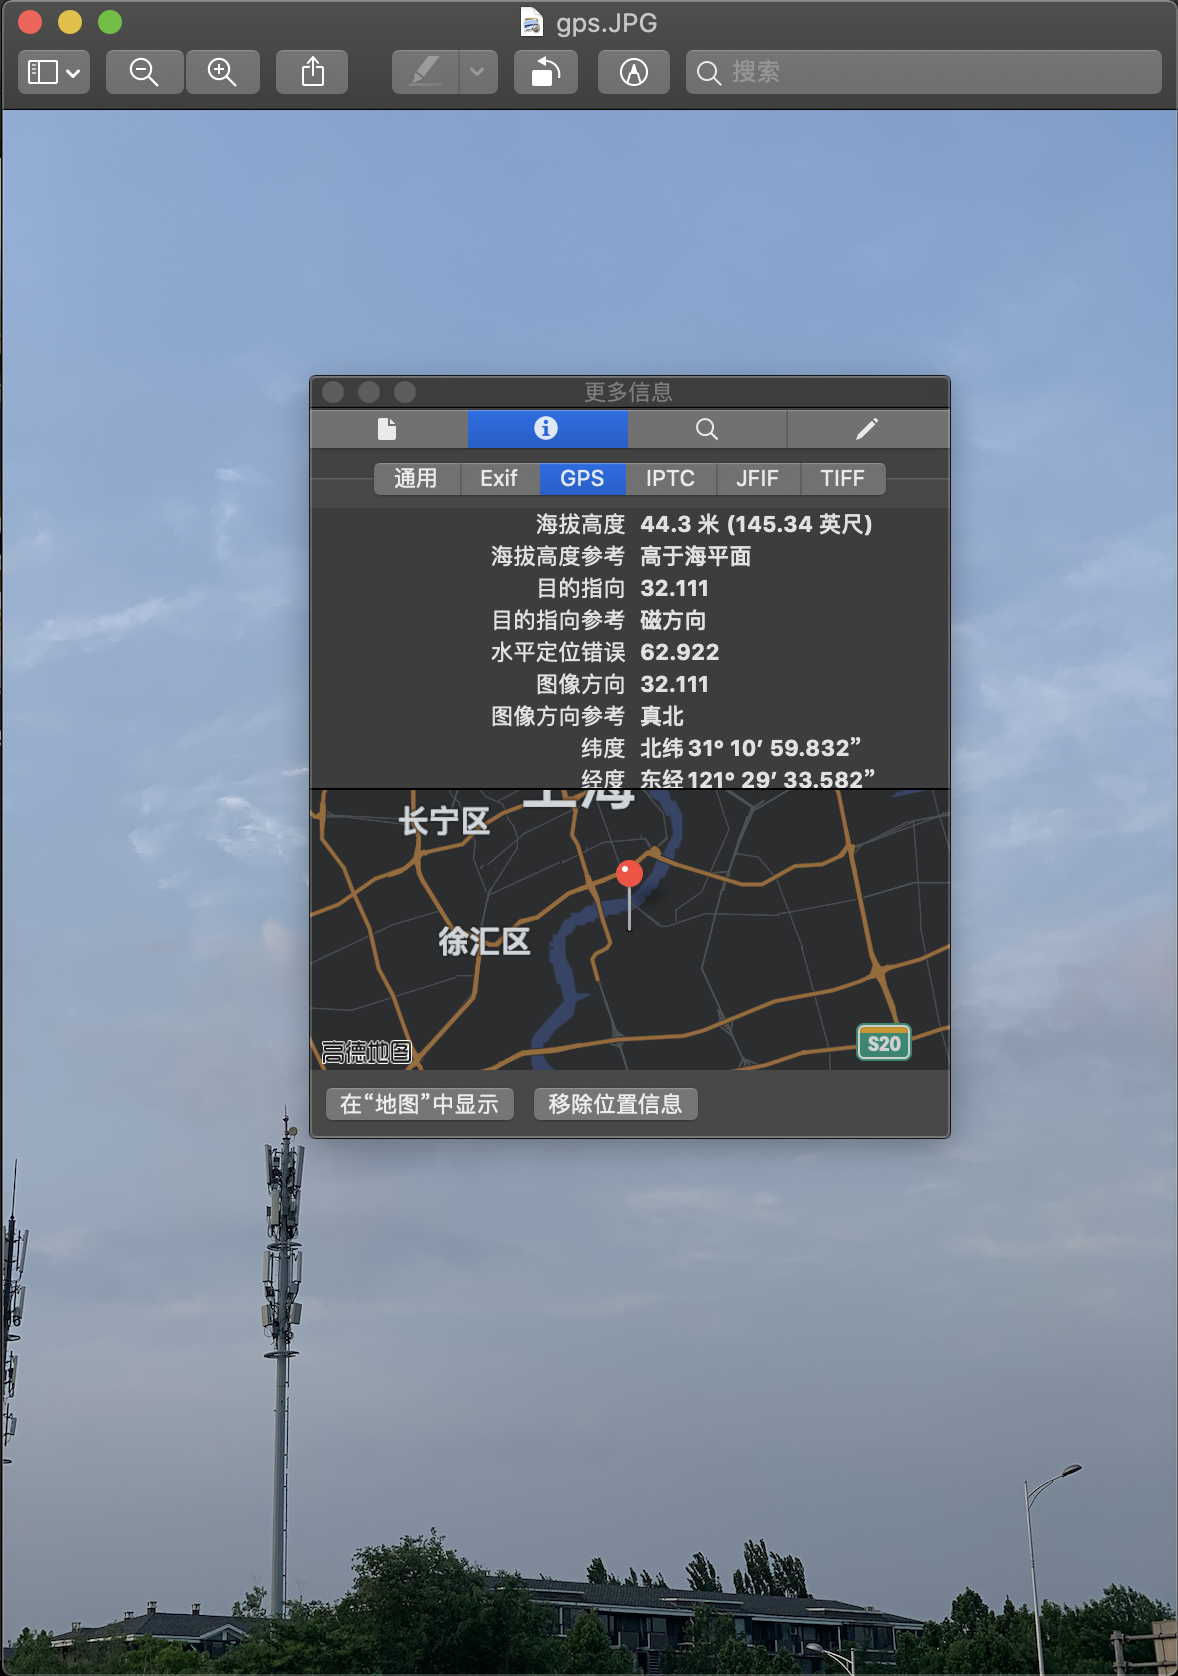 gps.JPG
搜索
更多信息
通用 Exif GPS IPTC JFIF TIFF
海拔高度 44.3 米 (145.34 英尺)
海拔高度参考 高于海平面
目的指向 32.111
目的指向参考 磁方向
水平定位错误 62.922
图像方向 32.111
图像方向参考 真北
纬度 北纬 31° 10′ 59.832”
经度 东经 121° 29′ 33.582”
上海
长宁区
徐汇区
S20
高德地图
在“地图”中显示 移除位置信息